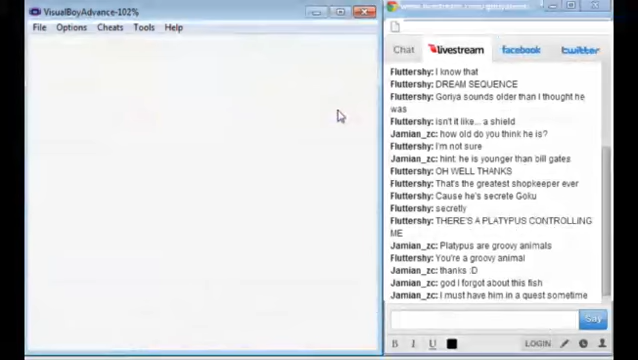 VisualBoyAdvance-102%
File Options Cheats Tools Help
Chat livestream facebook twitter
Fluttershy: I know that
Fluttershy: DREAM SEQUENCE
Fluttershy: Goriya sounds older than I thought he
was
Fluttershy: isn't it like... a shield
Jamian_zc: how old do you think he is?
Fluttershy: I'm not sure
Jamian_zc: hint: he is younger than bill gates
Fluttershy: OH WELL THANKS
Fluttershy: That's the greatest shopkeeper ever
Fluttershy: Cause he's secrete Goku
Fluttershy: secretly
Fluttershy: THERE'S A PLATYPUS CONTROLLING
ME
Jamian_zc: Platypus are groovy animals
Fluttershy: You're a groovy animal
Jamian_zc: thanks :D
Jamian_zc: god I forgot about this fish
Jamian_zc: I must have him in a quest sometime
Say
B I U LOGIN